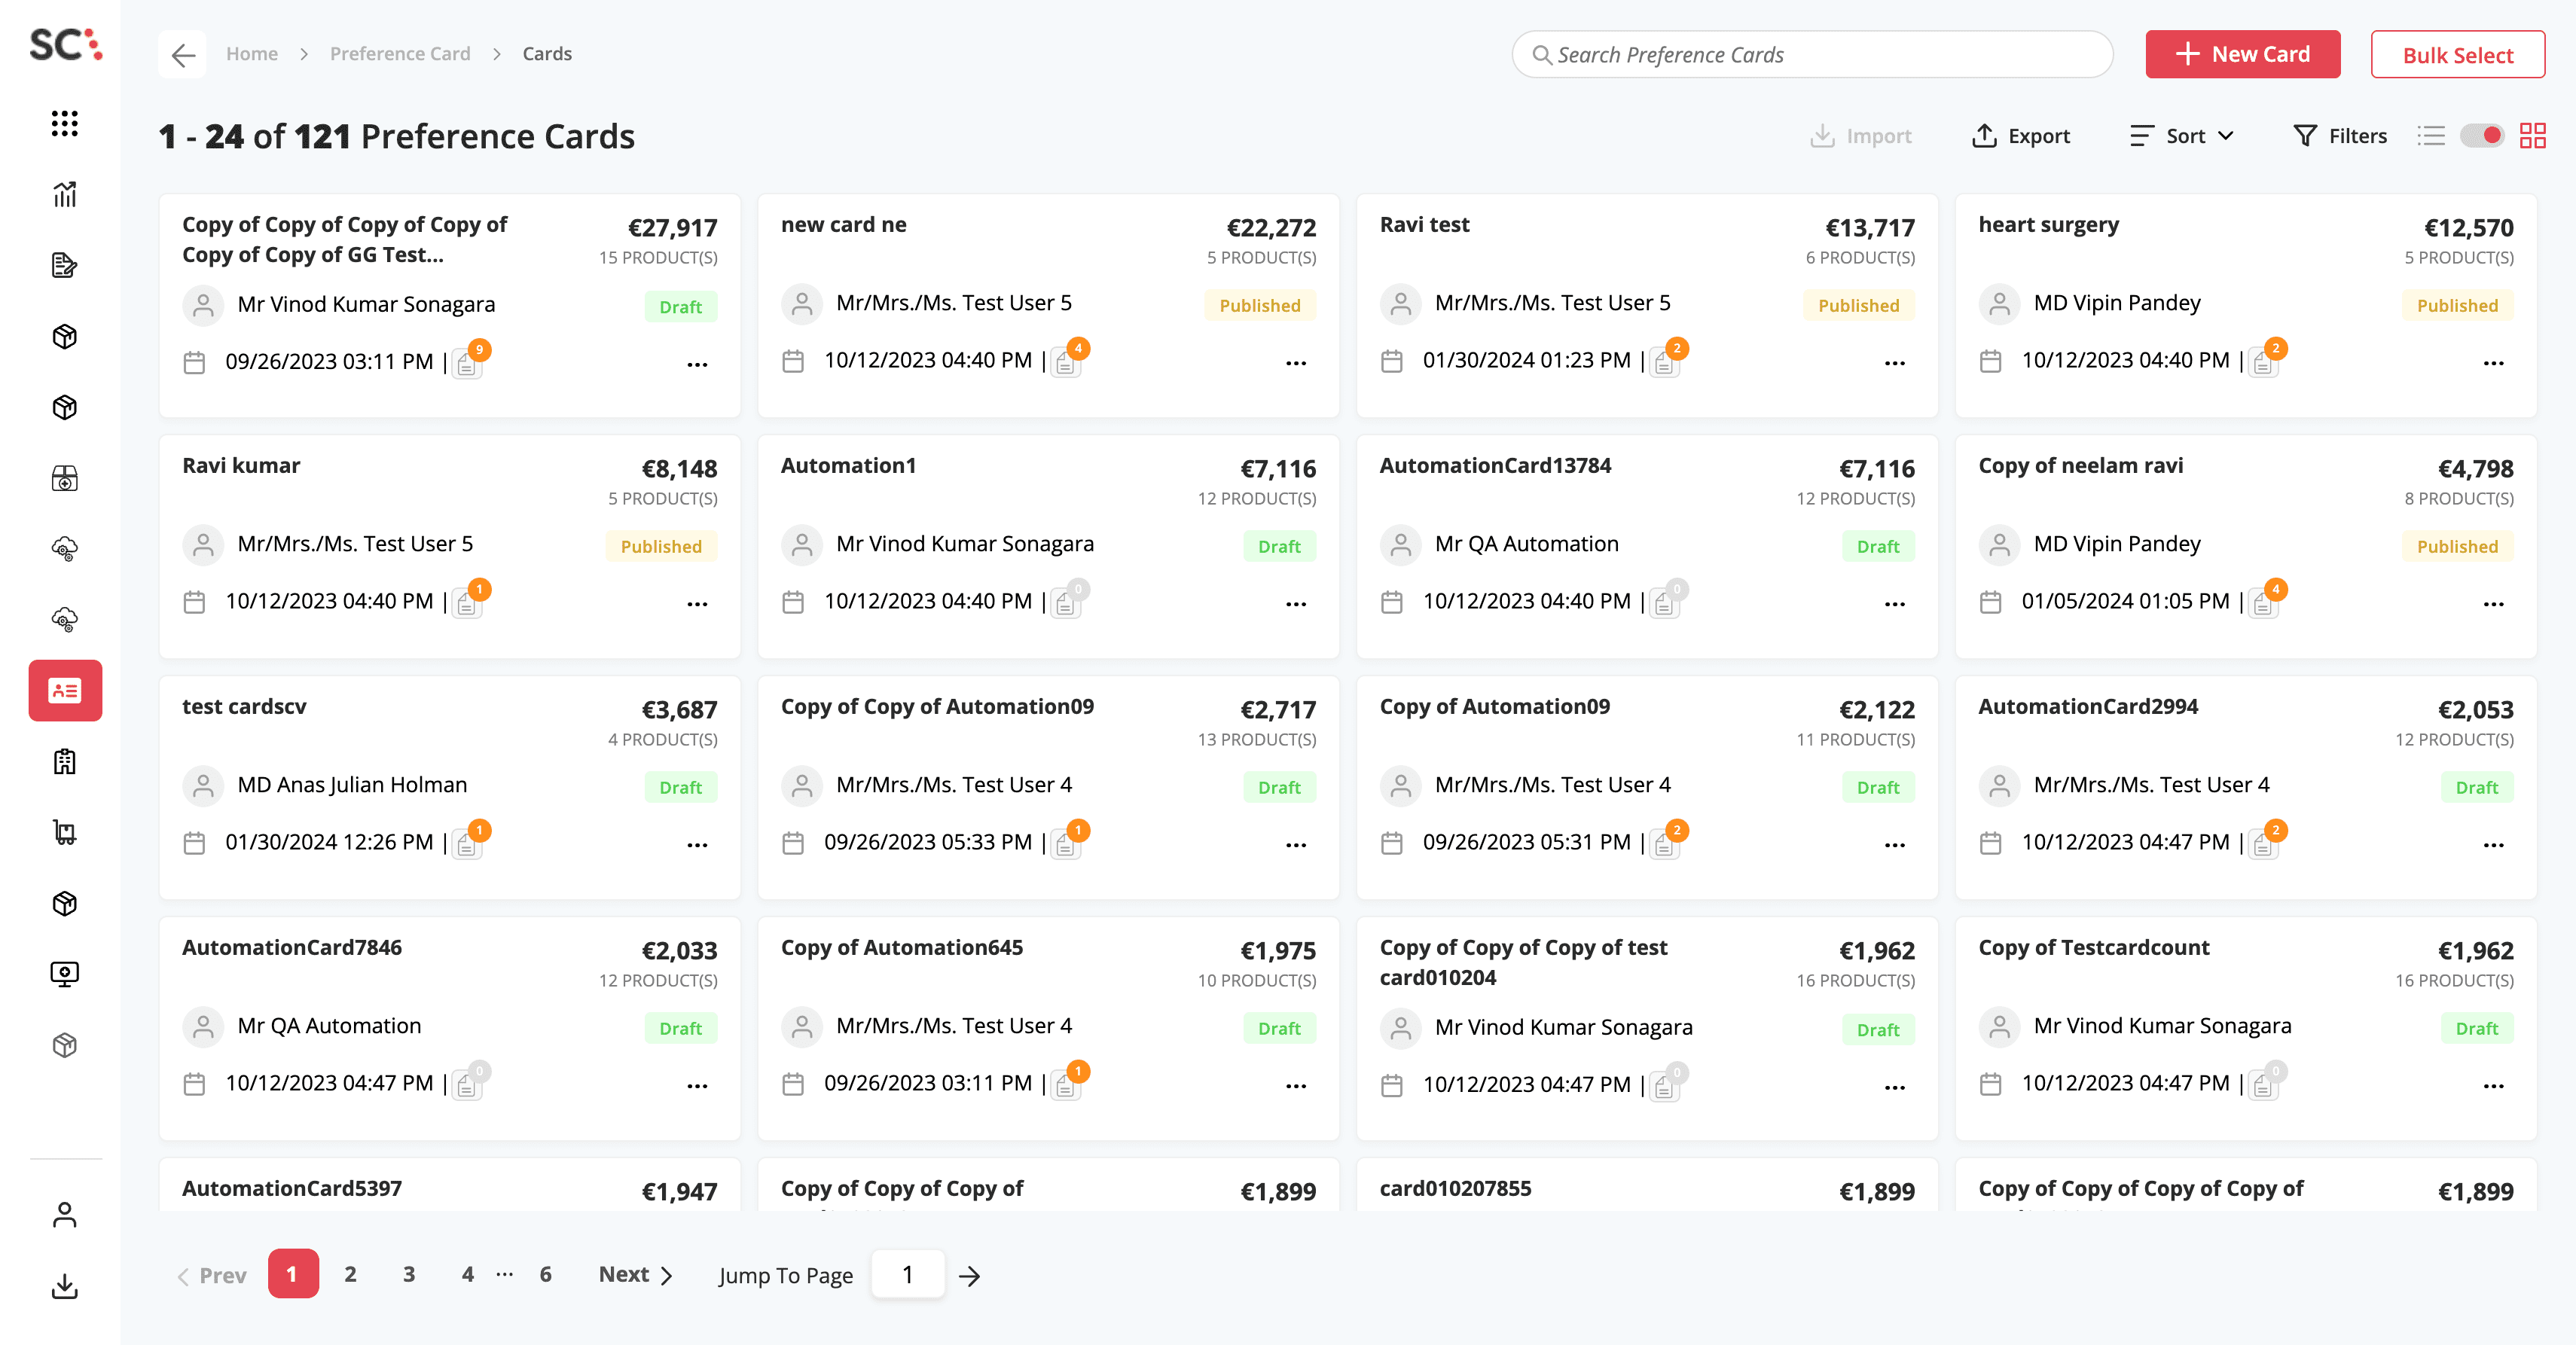 SC
Home > Preference Card > Cards
Search Preference Cards
+ New Card
Bulk Select
1 - 24 of 121 Preference Cards
Import
Export
Sort
Filters
Copy of Copy of Copy of Copy of
Copy of Copy of GG Test...
€27,917
15 PRODUCT(S)
Mr Vinod Kumar Sonagara
Draft
09/26/2023 03:11 PM |
9
...
new card ne
€22,272
5 PRODUCT(S)
Mr/Mrs./Ms. Test User 5
Published
10/12/2023 04:40 PM |
4
...
Ravi test
€13,717
6 PRODUCT(S)
Mr/Mrs./Ms. Test User 5
Published
01/30/2024 01:23 PM |
2
...
heart surgery
€12,570
5 PRODUCT(S)
MD Vipin Pandey
Published
10/12/2023 04:40 PM |
2
...
Ravi kumar
€8,148
5 PRODUCT(S)
Mr/Mrs./Ms. Test User 5
Published
10/12/2023 04:40 PM |
1
...
Automation1
€7,116
12 PRODUCT(S)
Mr Vinod Kumar Sonagara
Draft
10/12/2023 04:40 PM |
0
...
AutomationCard13784
€7,116
12 PRODUCT(S)
Mr QA Automation
Draft
10/12/2023 04:40 PM |
0
...
Copy of neelam ravi
€4,798
8 PRODUCT(S)
MD Vipin Pandey
Published
01/05/2024 01:05 PM |
4
...
test cardscv
€3,687
4 PRODUCT(S)
MD Anas Julian Holman
Draft
01/30/2024 12:26 PM |
1
...
Copy of Copy of Automation09
€2,717
13 PRODUCT(S)
Mr/Mrs./Ms. Test User 4
Draft
09/26/2023 05:33 PM |
1
...
Copy of Automation09
€2,122
11 PRODUCT(S)
Mr/Mrs./Ms. Test User 4
Draft
09/26/2023 05:31 PM |
2
...
AutomationCard2994
€2,053
12 PRODUCT(S)
Mr/Mrs./Ms. Test User 4
Draft
10/12/2023 04:47 PM |
2
...
AutomationCard7846
€2,033
12 PRODUCT(S)
Mr QA Automation
Draft
10/12/2023 04:47 PM |
0
...
Copy of Automation645
€1,975
10 PRODUCT(S)
Mr/Mrs./Ms. Test User 4
Draft
09/26/2023 03:11 PM |
1
...
Copy of Copy of Copy of test
card010204
€1,962
16 PRODUCT(S)
Mr Vinod Kumar Sonagara
Draft
10/12/2023 04:47 PM |
0
...
Copy of Testcardcount
€1,962
16 PRODUCT(S)
Mr Vinod Kumar Sonagara
Draft
10/12/2023 04:47 PM |
0
...
AutomationCard5397
€1,947
Copy of Copy of Copy of
€1,899
card010207855
€1,899
Copy of Copy of Copy of Copy of
€1,899
< Prev 1 2 3 4 ... 6 Next >
Jump To Page 1